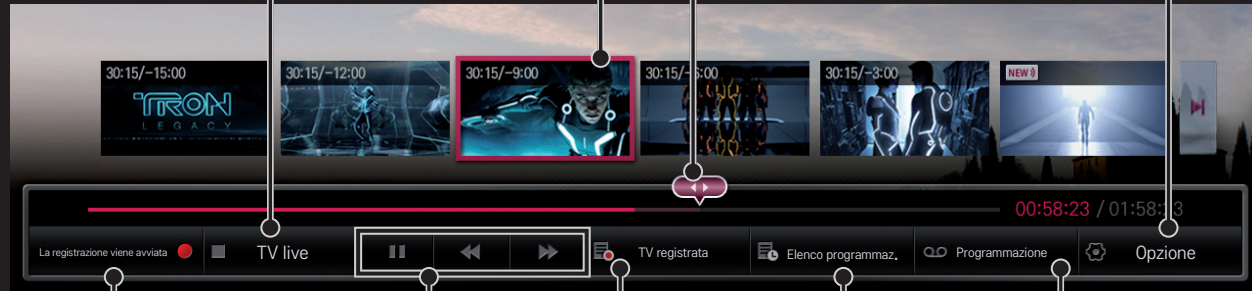 30:15/-15:00
30:15/-12:00
30:15/-9:00
30:15/-6:00
30:15/-3:00
NEW
TRON
LEGACY
00:58:23 / 01:58:23
La registrazione viene avviata
TV live
TV registrata
Elenco programmaz.
Programmazione
Opzione